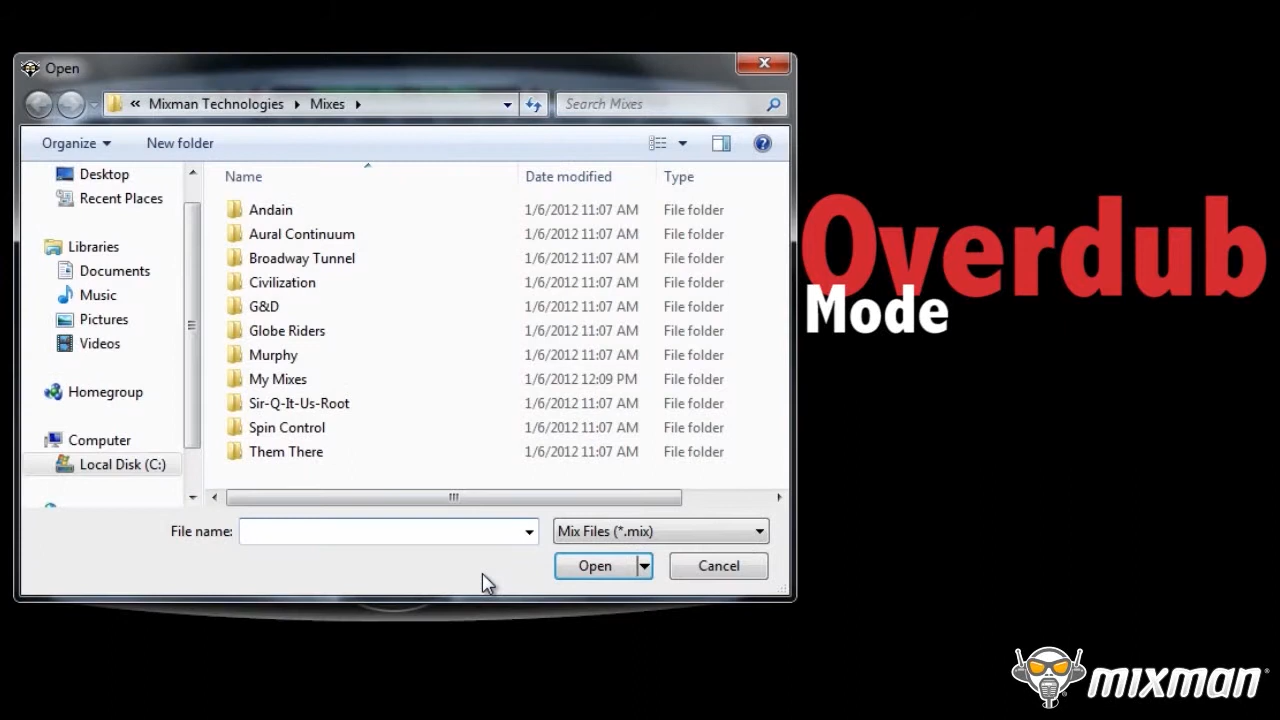 Open
« Mixman Technologies Mixes
Search Mixes
Organize New folder
Desktop
Recent Places
Libraries
Documents
Music
Pictures
Videos
Homegroup
Computer
Local Disk (C:)
Name Date modified Type
Andain 1/6/2012 11:07 AM File folder
Aural Continuum 1/6/2012 11:07 AM File folder
Broadway Tunnel 1/6/2012 11:07 AM File folder
Civilization 1/6/2012 11:07 AM File folder
G&D 1/6/2012 11:07 AM File folder
Globe Riders 1/6/2012 11:07 AM File folder
Murphy 1/6/2012 11:07 AM File folder
My Mixes 1/6/2012 12:09 PM File folder
Sir-Q-It-Us-Root 1/6/2012 11:07 AM File folder
Spin Control 1/6/2012 11:07 AM File folder
Them There 1/6/2012 11:07 AM File folder
File name: Mix Files (*.mix)
Open Cancel
Overdub
Mode
mixman®